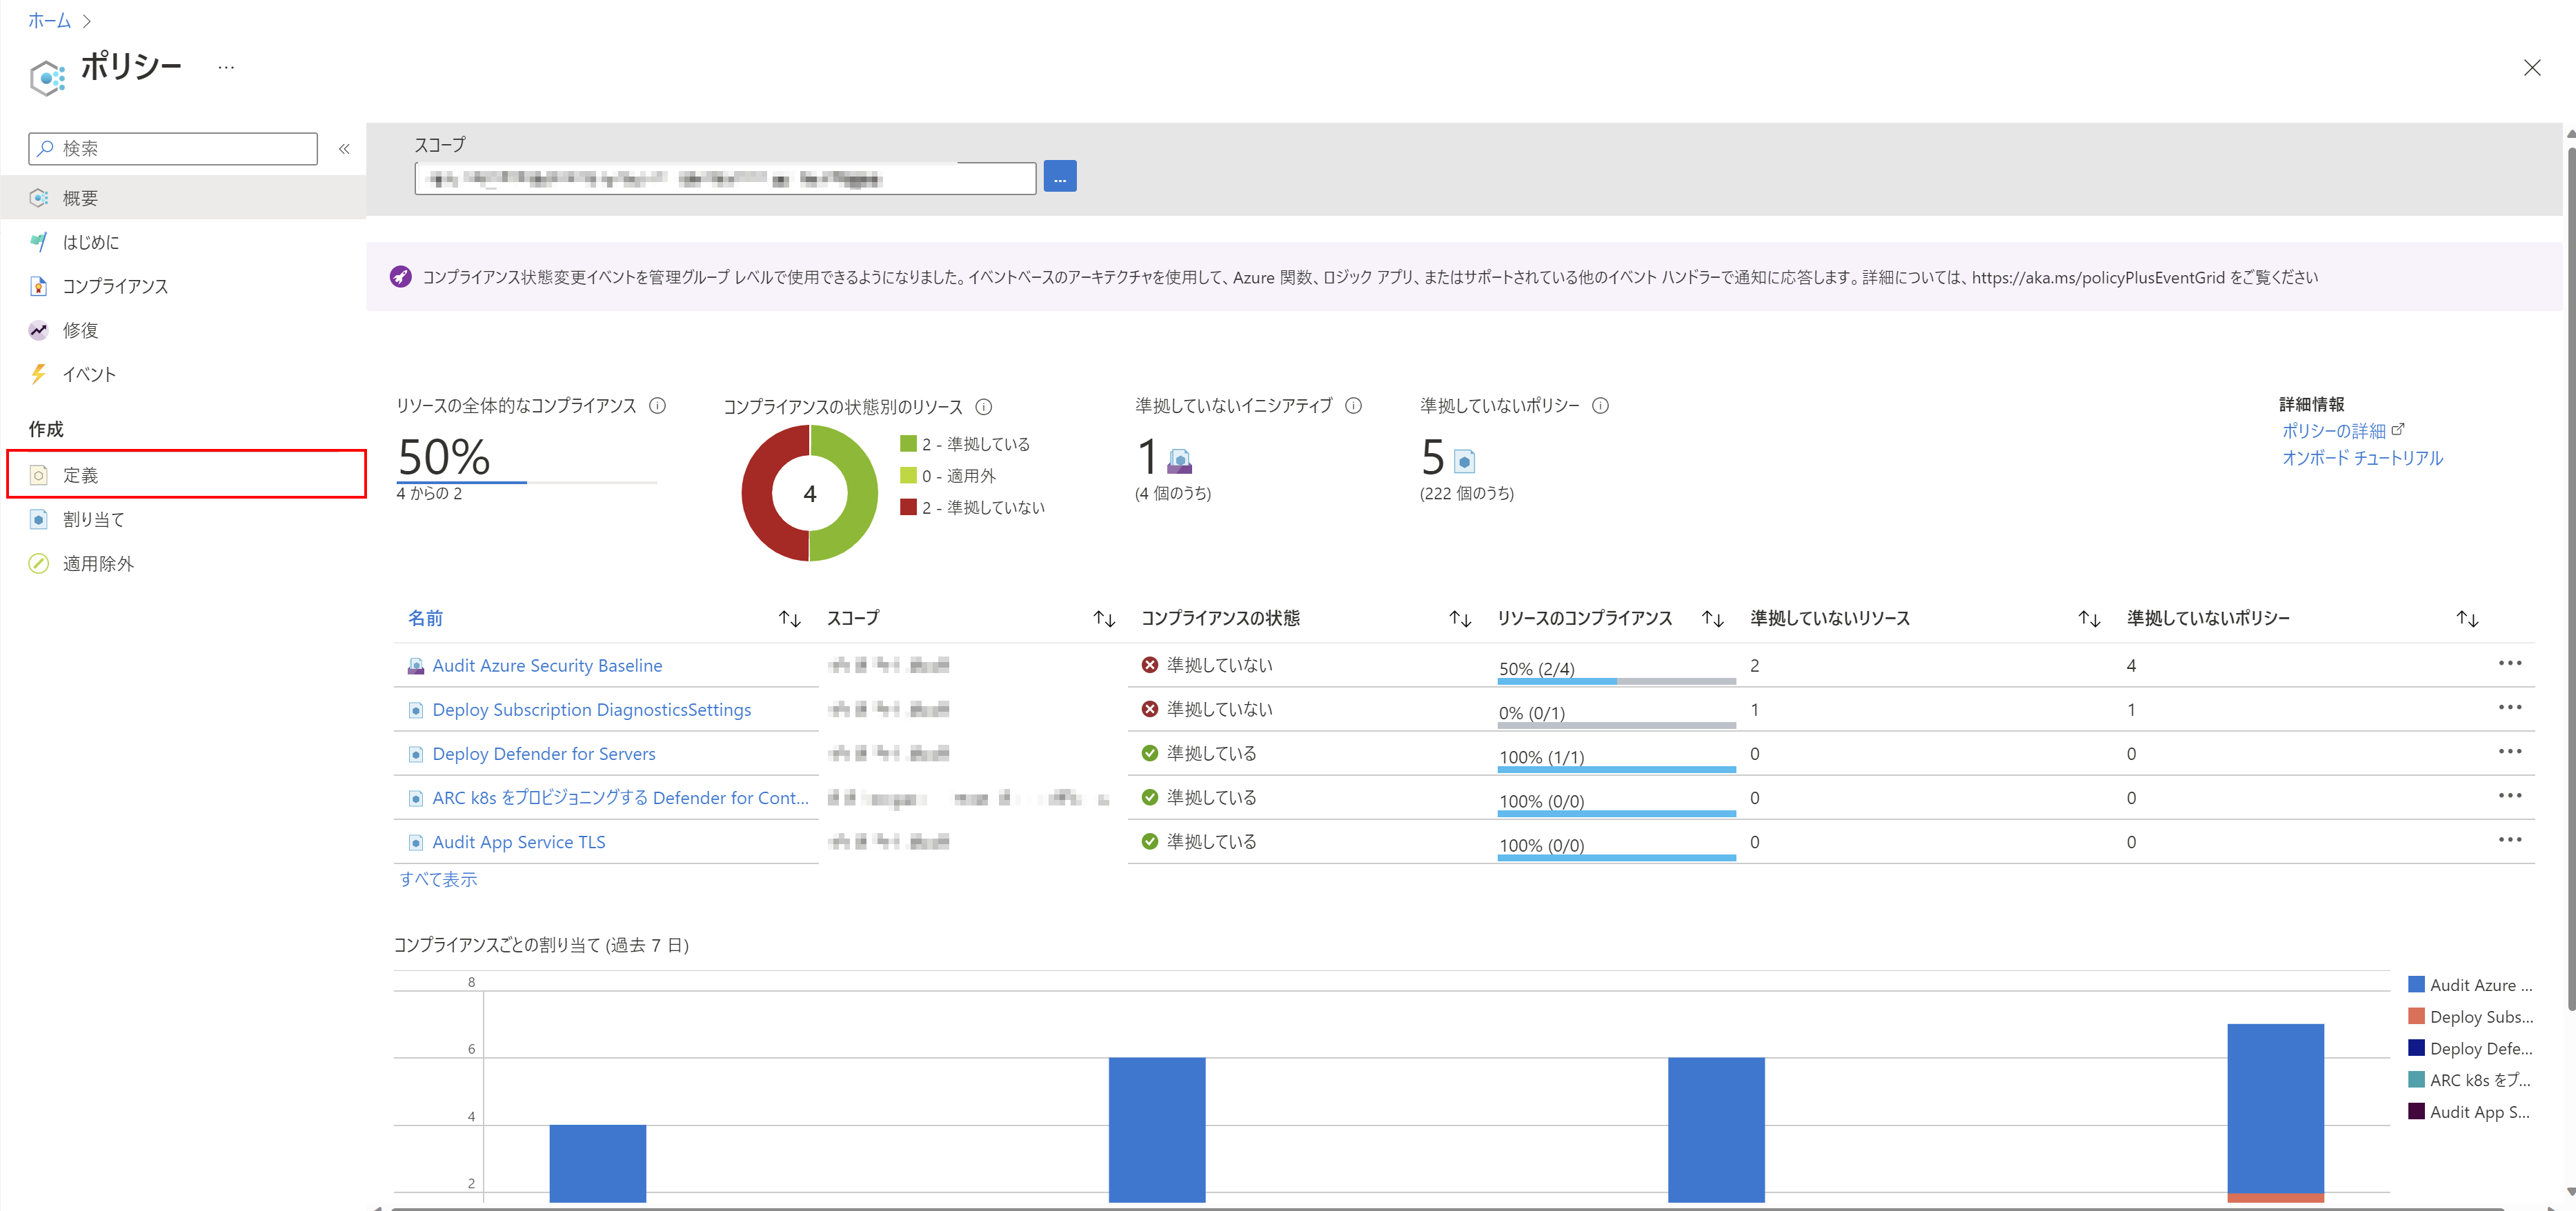 ホーム
ポリシー
検索
概要
はじめに
コンプライアンス
修復
イベント
作成
定義
割り当て
適用除外
スコープ
...
コンプライアンス状態変更イベントを管理グループ レベルで使用できるようになりました。イベントベースのアーキテクチャを使用して、Azure 関数、ロジック アプリ、またはサポートされている他のイベント ハンドラーで通知に応答します。詳細については、https://aka.ms/policyPlusEventGrid をご覧ください
リソースの全体的なコンプライアンス
50%
4 からの 2
コンプライアンスの状態別のリソース
4
2 - 準拠している
0 - 適用外
2 - 準拠していない
準拠していないイニシアティブ
1
(4 個のうち)
準拠していないポリシー
5
(222 個のうち)
詳細情報
ポリシーの詳細
オンボード チュートリアル
名前 スコープ コンプライアンスの状態 リソースのコンプライアンス 準拠していないリソース 準拠していないポリシー
Audit Azure Security Baseline 準拠していない 50% (2/4) 2 4
Deploy Subscription DiagnosticsSettings 準拠していない 0% (0/1) 1 1
Deploy Defender for Servers 準拠している 100% (1/1) 0 0
ARC k8s をプロビジョニングする Defender for Cont... 準拠している 100% (0/0) 0 0
Audit App Service TLS 準拠している 100% (0/0) 0 0
すべて表示
コンプライアンスごとの割り当て (過去 7 日)
8
6
4
2
Audit Azure ...
Deploy Subs...
Deploy Defe...
ARC k8s をプ...
Audit App S...